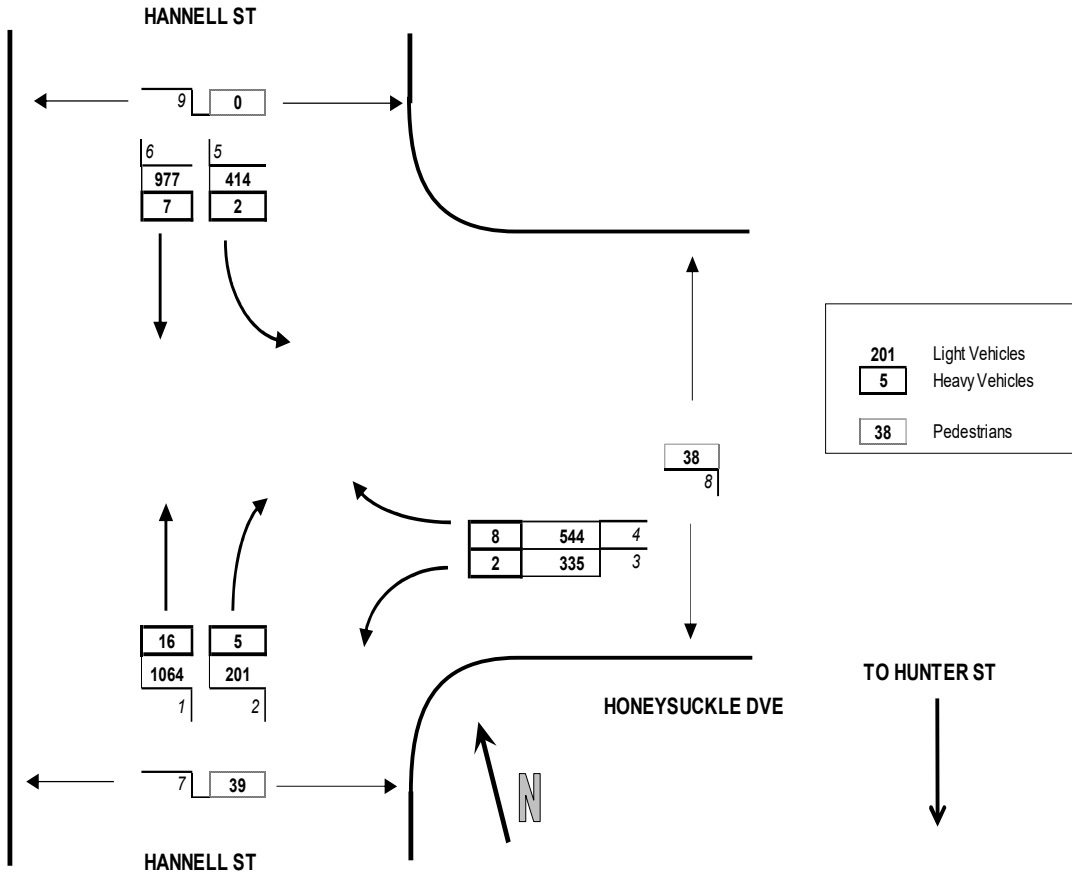 HANNELL ST
9 0
6 5
977 414
7 2
201 Light Vehicles
5 Heavy Vehicles
38 Pedestrians
38
8
8 544 4
2 335 3
16 5
1064 201
1 2
TO HUNTER ST
HONEYSUCKLE DVE
7 39
N
HANNELL ST